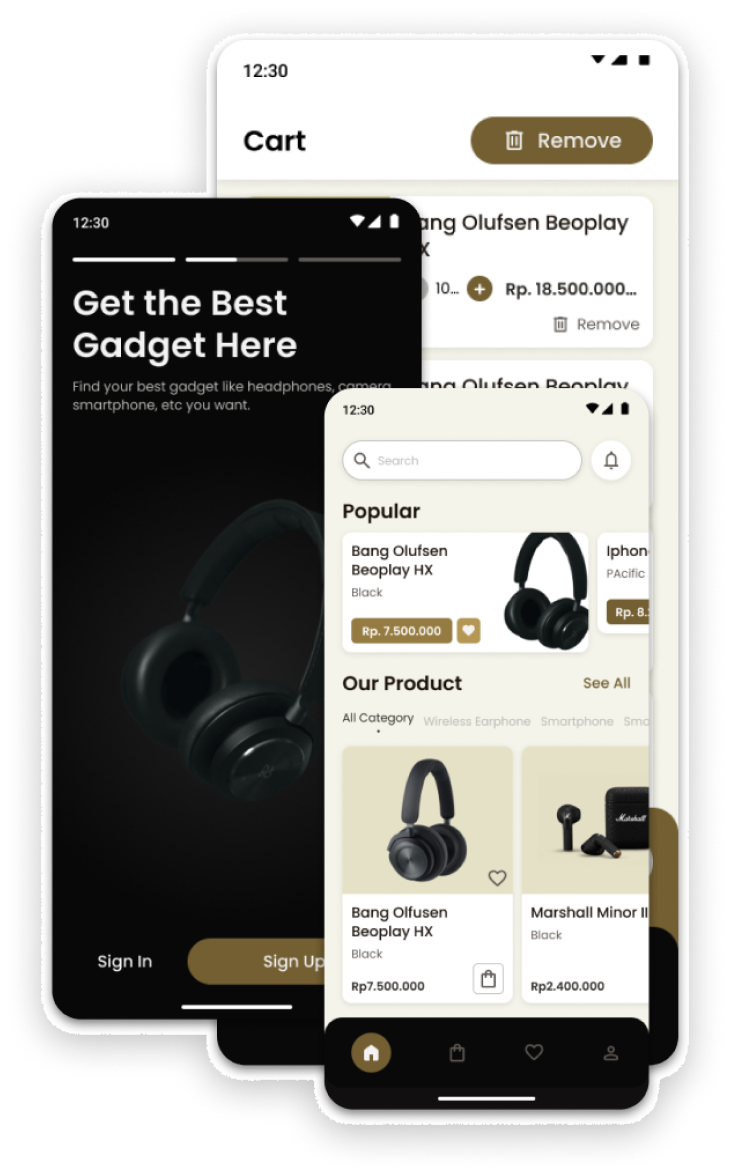 12:30
Cart
Remove
ang Olufsen Beoplay
X
10...
+
Rp. 18.500.000...
Remove
ang Olufsen Beoplay
12:30
Get the Best
Gadget Here
Find your best gadget like headphones, camera,
smartphone, etc you want.
Sign In
Sign Up
12:30
Search
Popular
Bang Olufsen
Beoplay HX
Black
Rp. 7.500.000
Iphon
PAcific
Rp. 8.
Our Product
See All
All Category
Wireless Earphone
Smartphone
Sma
Marshall
Bang Olfusen
Beoplay HX
Black
Rp7.500.000
Marshall Minor II
Black
Rp2.400.000